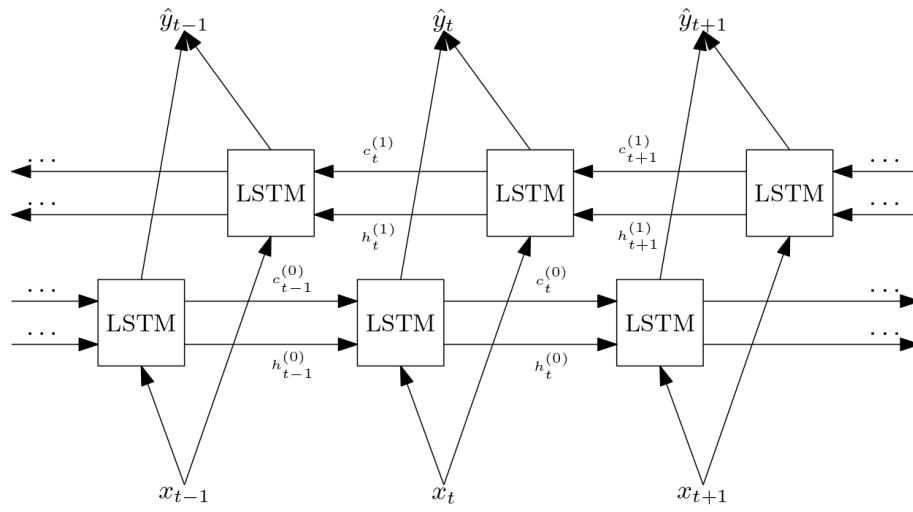 ŷ_{t−1} ŷ_t ŷ_{t+1}
c_t^{(1)} c_{t+1}^{(1)}
... ...
LSTM LSTM LSTM
... ...
h_t^{(1)} h_{t+1}^{(1)}
c_{t−1}^{(0)} c_t^{(0)}
... ...
LSTM LSTM LSTM
... ...
h_{t−1}^{(0)} h_t^{(0)}
x_{t−1} x_t x_{t+1}